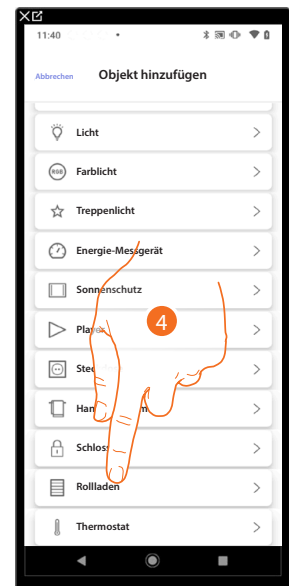 11:40
Abbrechen Objekt hinzufügen
Licht
RGB Farblicht
Treppenlicht
Energie-Messgerät
Sonnenschutz
4
Schloss
Rollladen
Thermostat